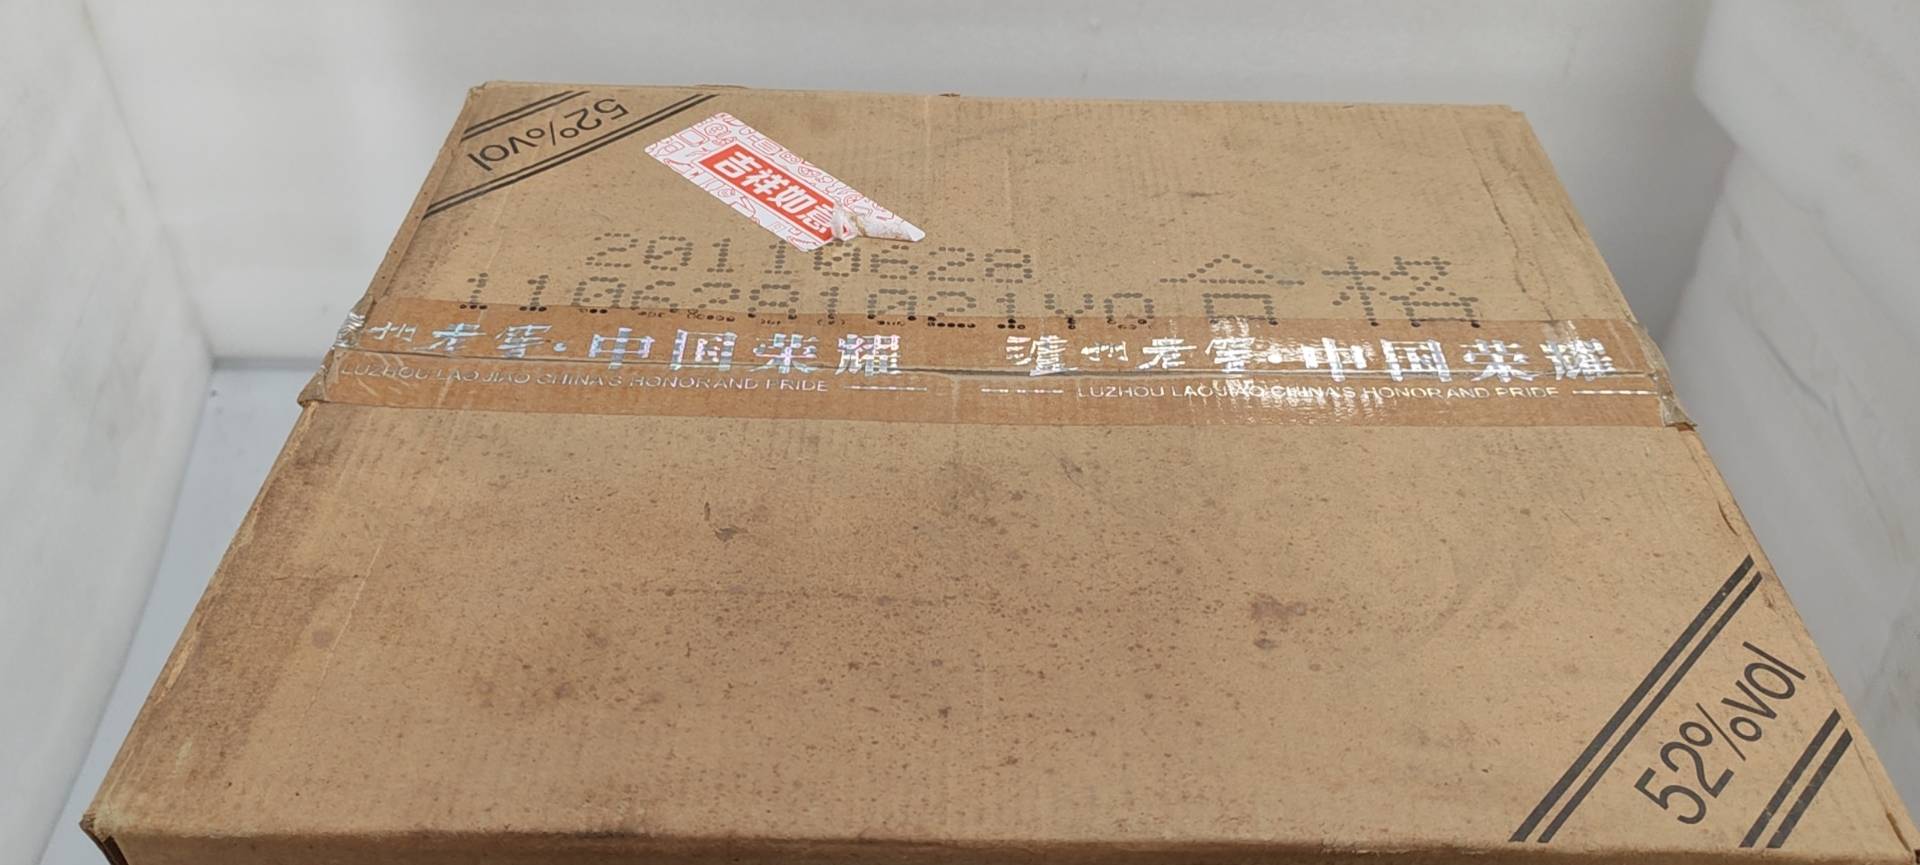 52%vol
吉祥如意
20110628
1106281021yo 合格
泸州老窖·中国荣耀 泸州老窖·中国荣耀
LUZHOU LAOJIAO CHINA'S HONOR AND PRIDE LUZHOU LAOJIAO CHINA'S HONOR AND PRIDE
52%vol